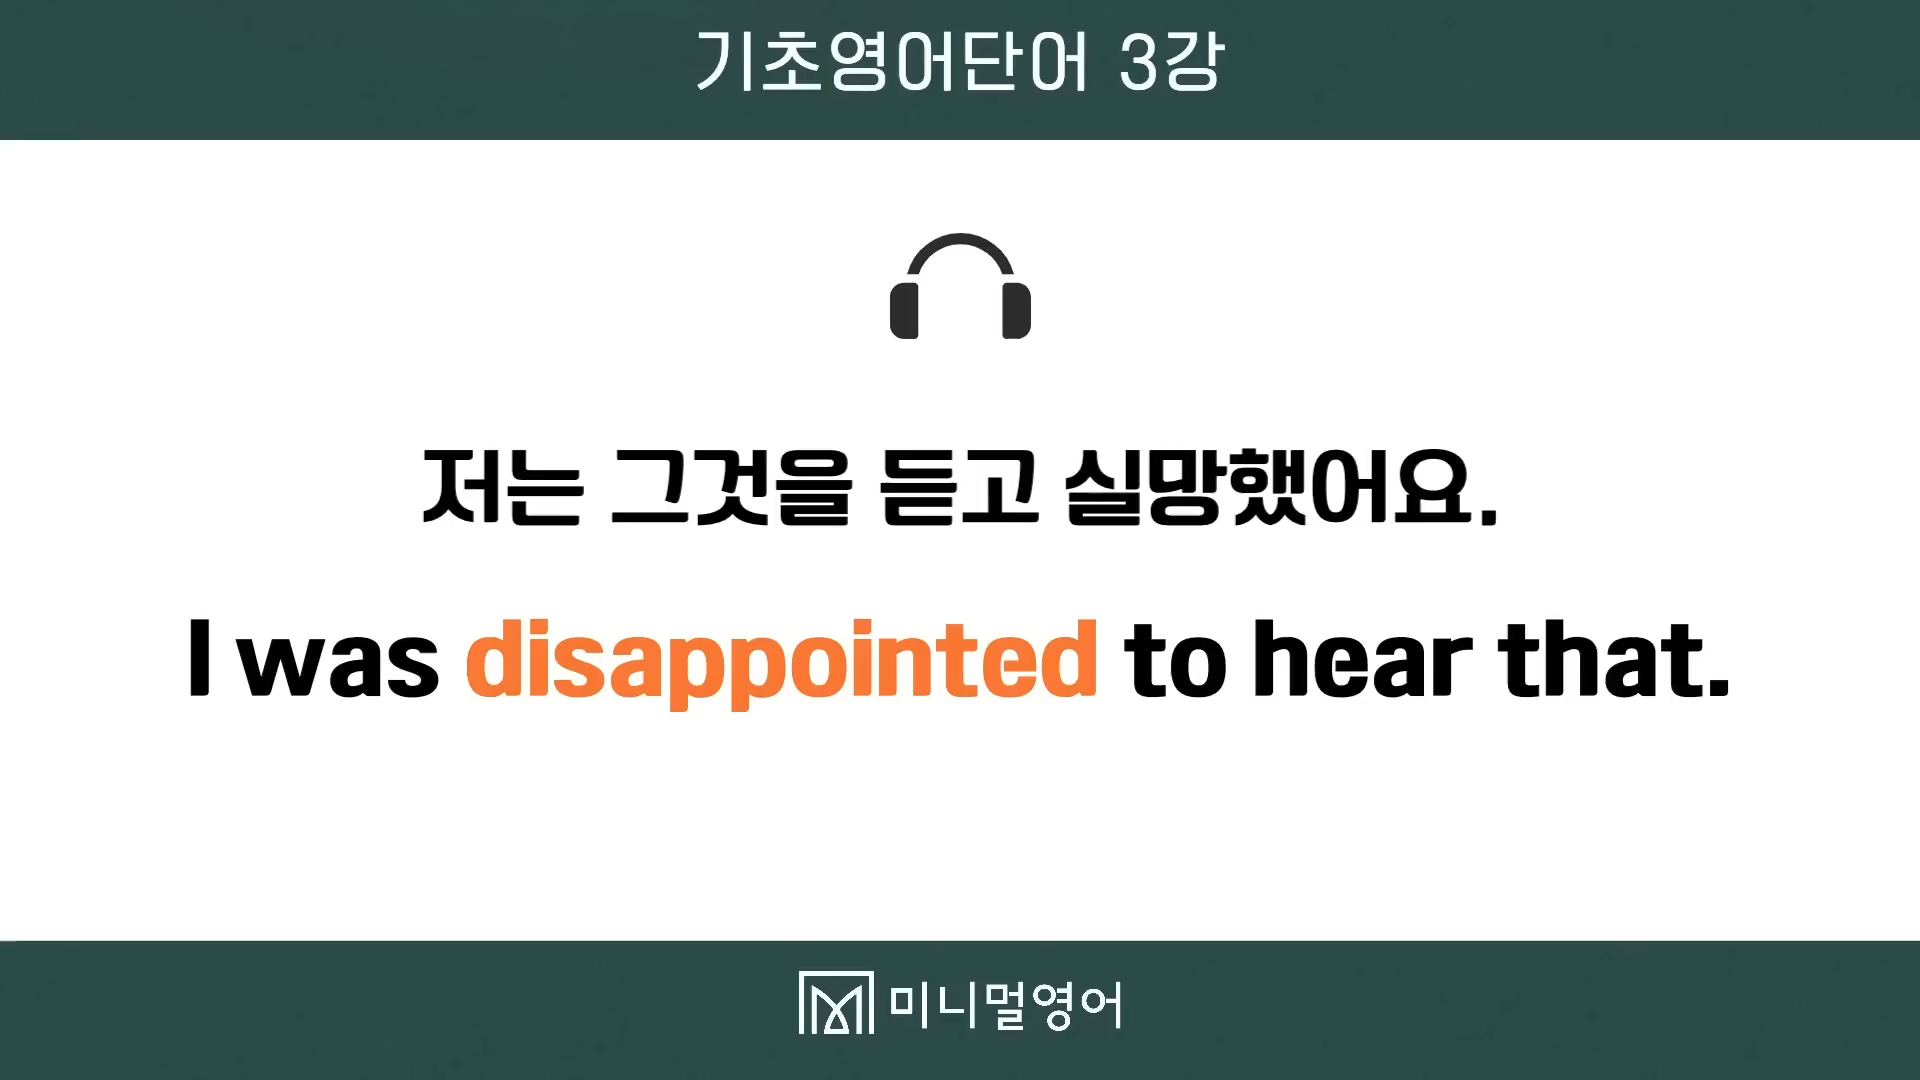 기초영어단어 3강
저는 그것을 듣고 실망했어요.
I was disappointed to hear that.
미니멀영어